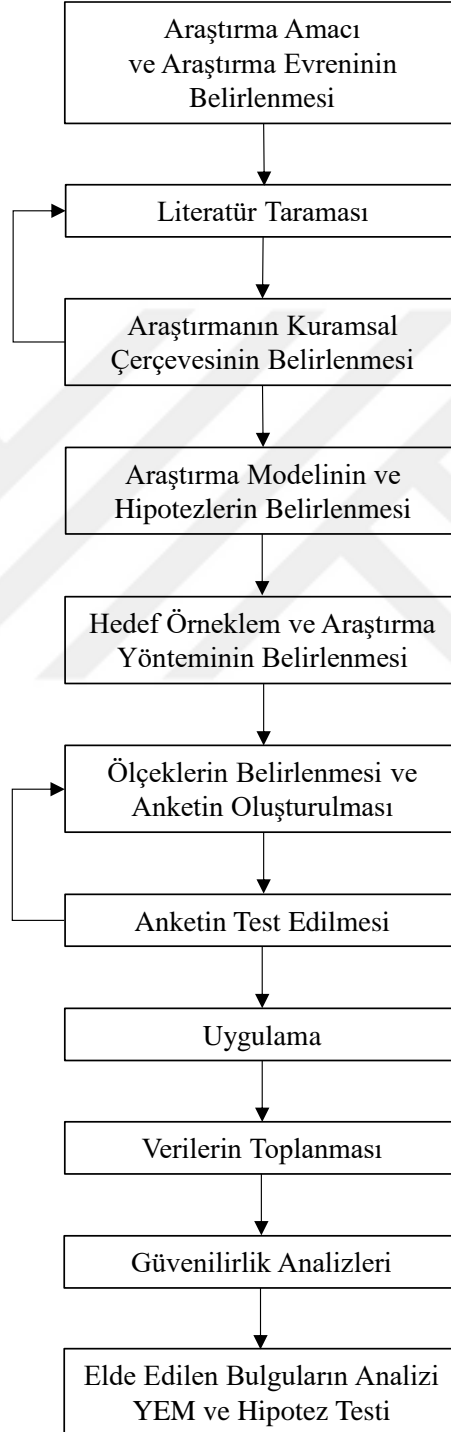 Araştırma Amacı
ve Araştırma Evreninin
Belirlenmesi
Literatür Taraması
Araştırmanın Kuramsal
Çerçevesinin Belirlenmesi
Araştırma Modelinin ve
Hipotezlerin Belirlenmesi
Hedef Örneklem ve Araştırma
Yönteminin Belirlenmesi
Ölçeklerin Belirlenmesi ve
Anketin Oluşturulması
Anketin Test Edilmesi
Uygulama
Verilerin Toplanması
Güvenilirlik Analizleri
Elde Edilen Bulguların Analizi
YEM ve Hipotez Testi